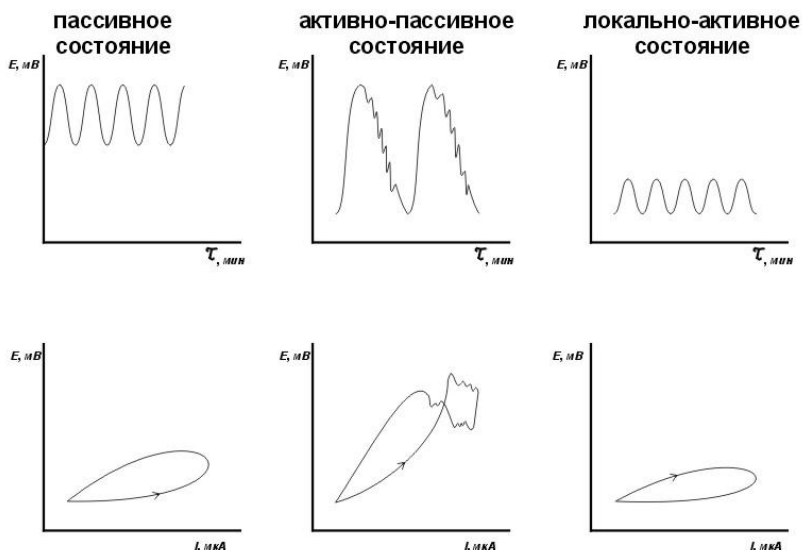 пассивное
состояние
активно-пассивное
состояние
локально-активное
состояние
E, мВ
E, мВ
E, мВ
τ, мин
τ, мин
τ, мин
E, мВ
E, мВ
E, мВ
I, мкА
I, мкА
I, мкА